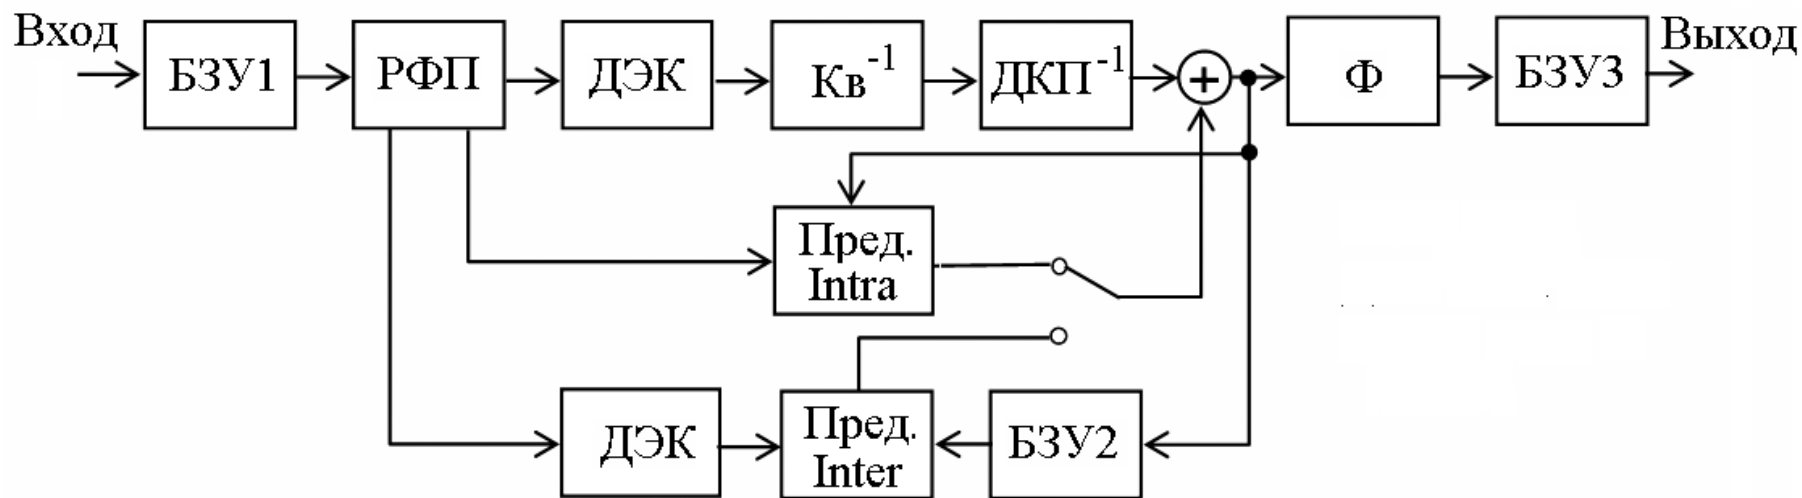 Вход
БЗУ1
РФП
ДЭК
Кв⁻¹
ДКП⁻¹
+
Ф
БЗУ3
Выход
Пред.
Intra
ДЭК
Пред.
Inter
БЗУ2